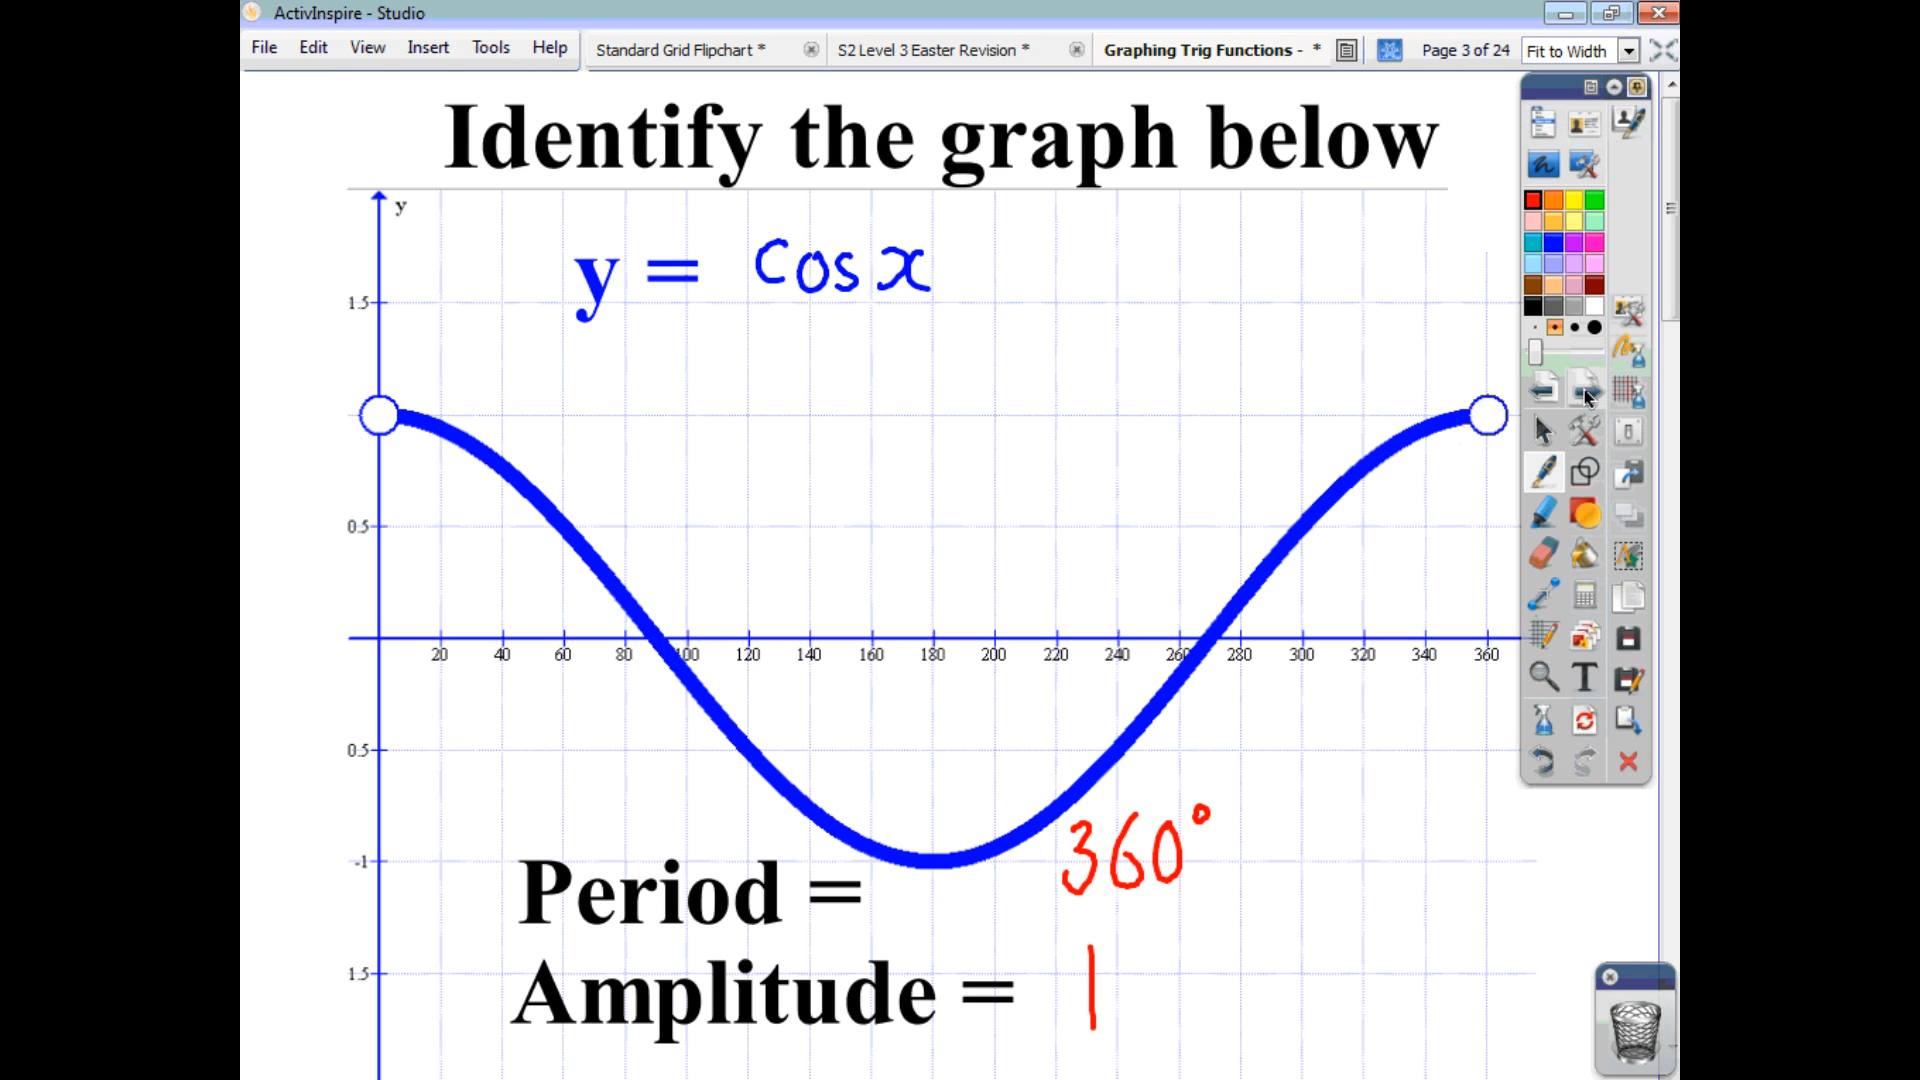 ActivInspire - Studio
File Edit View Insert Tools Help
Standard Grid Flipchart * S2 Level 3 Easter Revision * Graphing Trig Functions - * Page 3 of 24 Fit to Width
Identify the graph below
y
y = cos x
1.5
0.5
20 40 60 80 100 120 140 160 180 200 220 240 260 280 300 320 340 360
0.5
-1
360°
Period =
1.5
Amplitude = 1